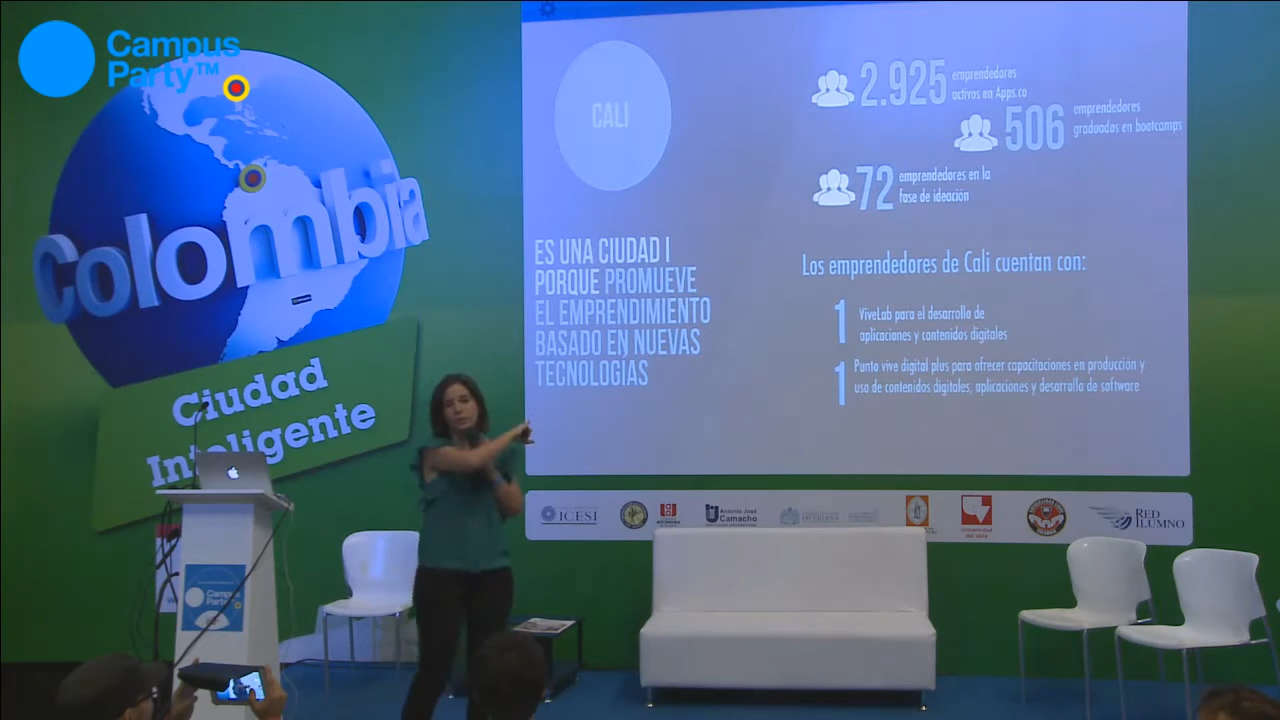 Campus
Party™
Colombia
Ciudad
Inteligente
CALI
ES UNA CIUDAD I
PORQUE PROMUEVE
EL EMPRENDIMIENTO
BASADO EN NUEVAS
TECNOLOGÍAS
2.925 emprendedores
activos en Apps.co
506 emprendedores
graduados en bootcamps
72 emprendedores en la
fase de ideación
Los emprendedores de Cali cuentan con:
1 ViveLab para el desarrollo de
aplicaciones y contenidos digitales
1 Punto vive digital plus para ofrecer capacitaciones en producción y
uso de contenidos digitales, aplicaciones y desarrollo de software
ICESI
Antonio José
Camacho
Universidad
del Valle
RED
ILUMNO
Campus
Party